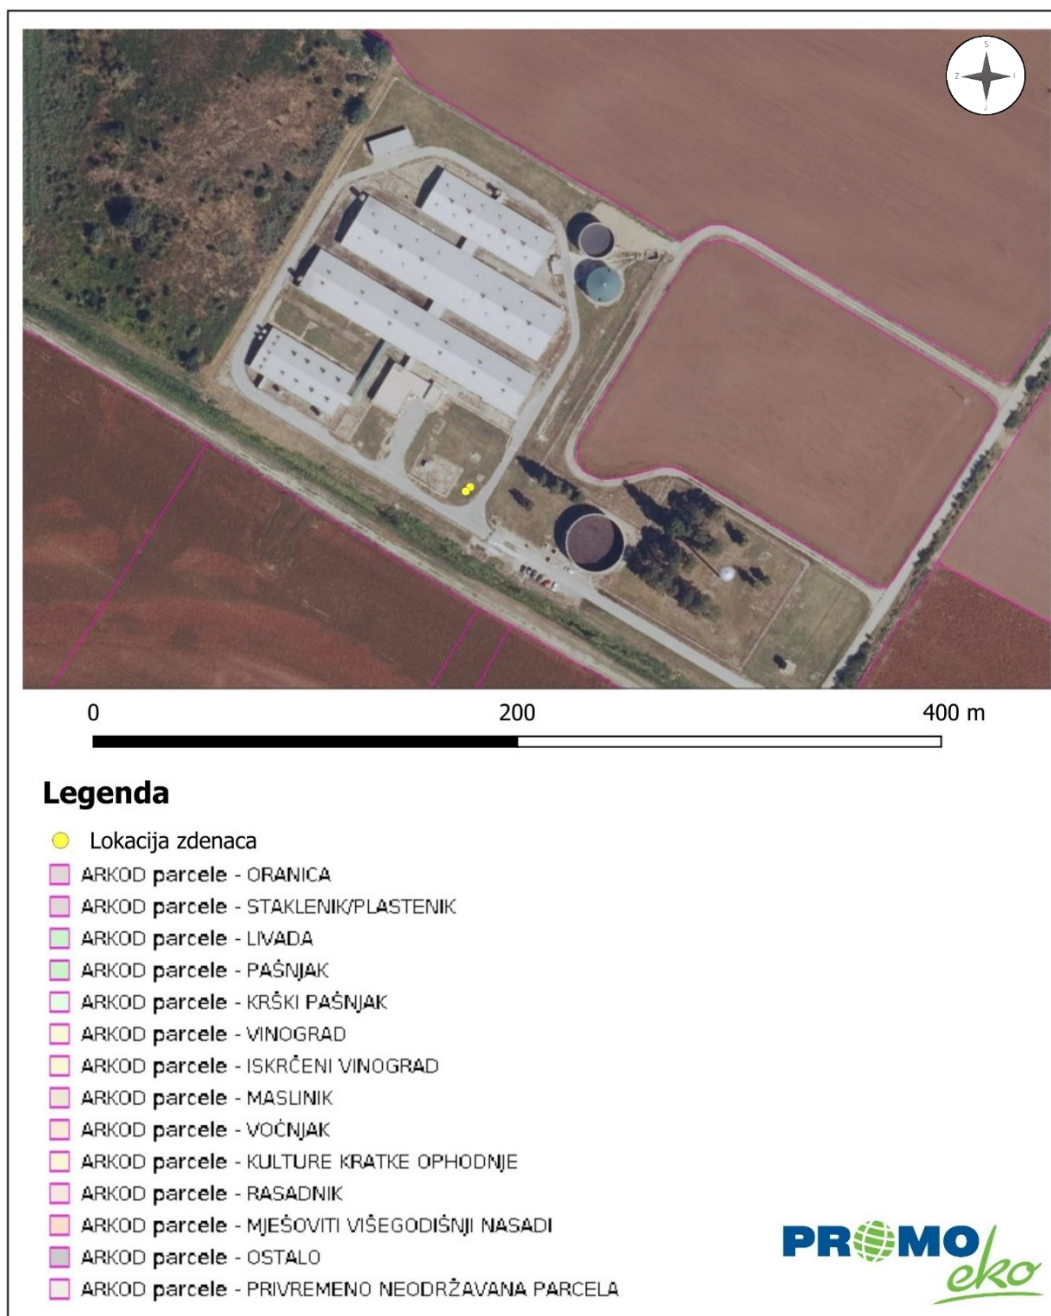 S
Z I
J
0 200 400 m
Legenda
Lokacija zdenaca
ARKOD parcele - ORANICA
ARKOD parcele - STAKLENIK/PLASTENIK
ARKOD parcele - LIVADA
ARKOD parcele - PAŠNJAK
ARKOD parcele - KRŠKI PAŠNJAK
ARKOD parcele - VINOGRAD
ARKOD parcele - ISKRČENI VINOGRAD
ARKOD parcele - MASLINIK
ARKOD parcele - VOĆNJAK
ARKOD parcele - KULTURE KRATKE OPHODNJE
ARKOD parcele - RASADNIK
ARKOD parcele - MJEŠOVITI VIŠEGODIŠNJI NASADI
ARKOD parcele - OSTALO
ARKOD parcele - PRIVREMENO NEODRŽAVANA PARCELA
PROMO
eko